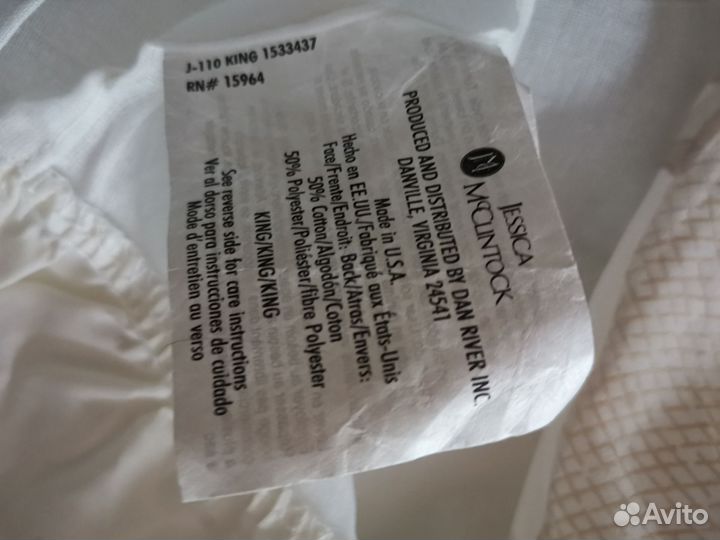 JESSICA
McCLINTOCK
PRODUCED AND DISTRIBUTED BY DAN RIVER INC.
DANVILLE, VIRGINIA 24541
Made in U.S.A.
Hecho en EE.UU./Fabriqué aux États-Unis
Face/Frente/Endroit: Back/Atras/Envers:
50% Cotton/Algodón/Coton
50% Polyester/Poliéster/fibre Polyester
KING/KING/KING
See reverse side for care instructions
Ver al dorso para instrucciones de cuidado
Mode d'entretien au verso
J-110 KING 1533437
RN# 15964
Avito